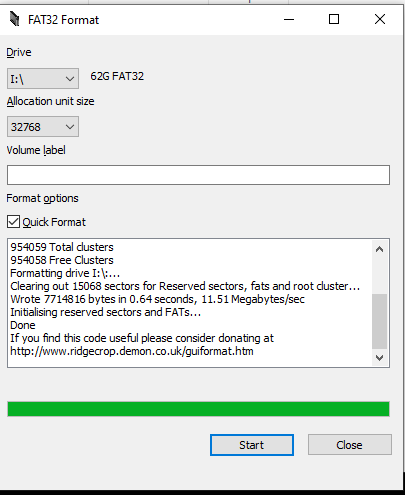 FAT32 Format
Drive
I:\
62G FAT32
Allocation unit size
32768
Volume label
Format options
Quick Format
954059 Total clusters
954058 Free Clusters
Formatting drive I:\:...
Clearing out 15068 sectors for Reserved sectors, fats and root cluster...
Wrote 7714816 bytes in 0.64 seconds, 11.51 Megabytes/sec
Initialising reserved sectors and FATs...
Done
If you find this code useful please consider donating at
http://www.ridgecrop.demon.co.uk/guiformat.htm
Start
Close